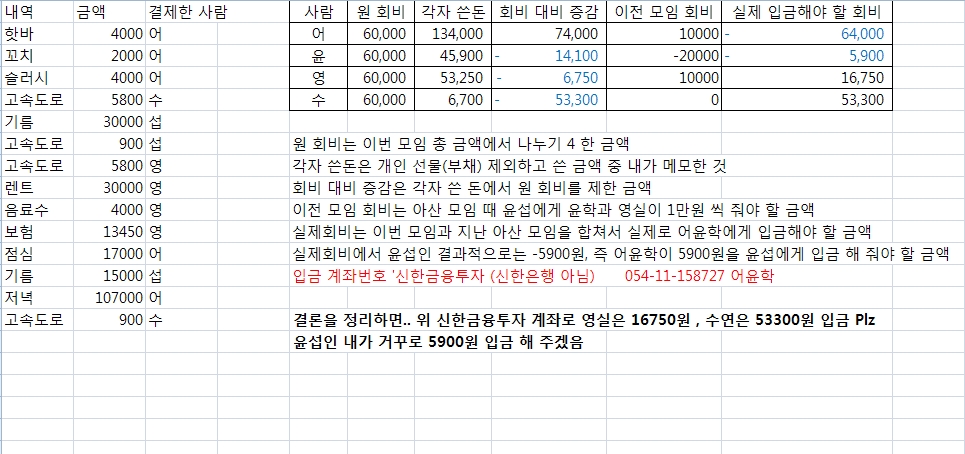 내역 금액 결제한 사람 사람 원 회비 각자 쓴돈 회비 대비 증감 이전 모임 회비 실제 입금해야 할 회비
핫바 4000 어 어 60,000 134,000 74,000 10000 - 64,000
꼬치 2000 어 윤 60,000 45,900 - 14,100 -20000 - 5,900
슬러시 4000 어 영 60,000 53,250 - 6,750 10000 16,750
고속도로 5800 수 수 60,000 6,700 - 53,300 0 53,300
기름 30000 섭
고속도로 900 섭 원 회비는 이번 모임 총 금액에서 나누기 4 한 금액
고속도로 5800 영 각자 쓴돈은 개인 선물(부채) 제외하고 쓴 금액 중 내가 메모한 것
렌트 30000 영 회비 대비 증감은 각자 쓴 돈에서 원 회비를 제한 금액
음료수 4000 영 이전 모임 회비는 아산 모임 때 윤섭에게 윤학과 영실이 1만원 씩 줘야 할 금액
보험 13450 영 실제회비는 이번 모임과 지난 아산 모임을 합쳐서 실제로 어윤학에게 입금해야 할 금액
점심 17000 어 실제회비에서 윤섭인 결과적으로는 -5900원, 즉 어윤학이 5900원을 윤섭에게 입금 해 줘야 할 금액
기름 15000 섭 입금 계좌번호 '신한금융투자 (신한은행 아님) 054-11-158727 어윤학
저녁 107000 어
고속도로 900 수 결론을 정리하면.. 위 신한금융투자 계좌로 영실은 16750원 , 수연은 53300원 입금 Plz
윤섭인 내가 거꾸로 5900원 입금 해 주겠음